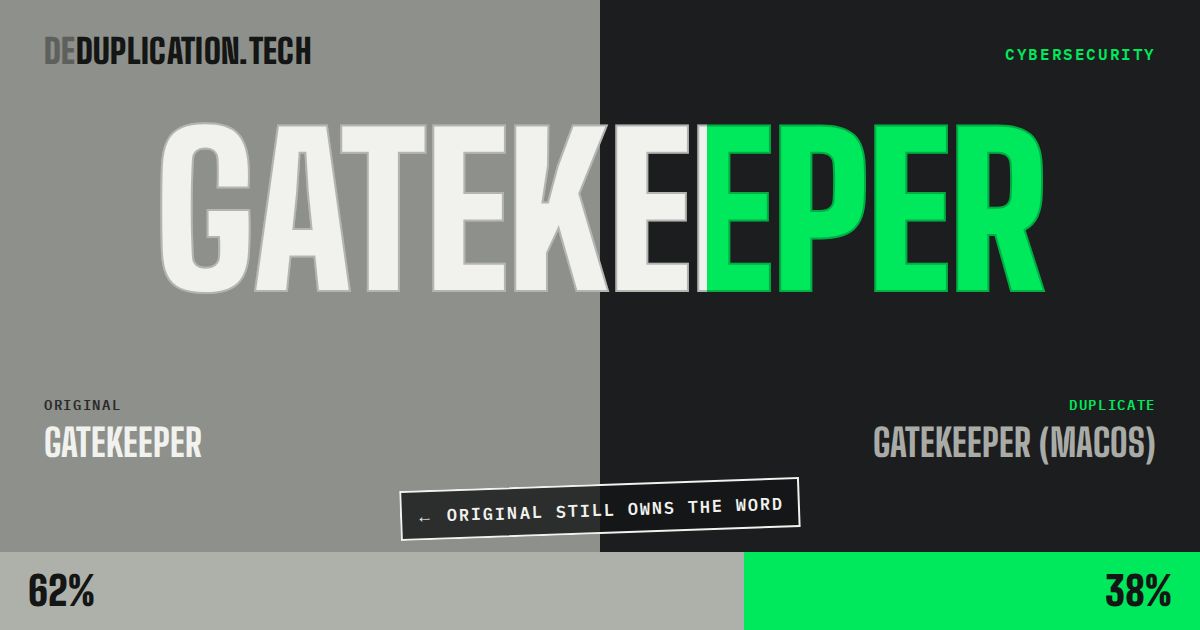 DEDUPLICATION.TECH
CYBERSECURITY
GATEKEEPER
ORIGINAL
GATEKEEPER
DUPLICATE
GATEKEEPER (MACOS)
← ORIGINAL STILL OWNS THE WORD
62%
38%